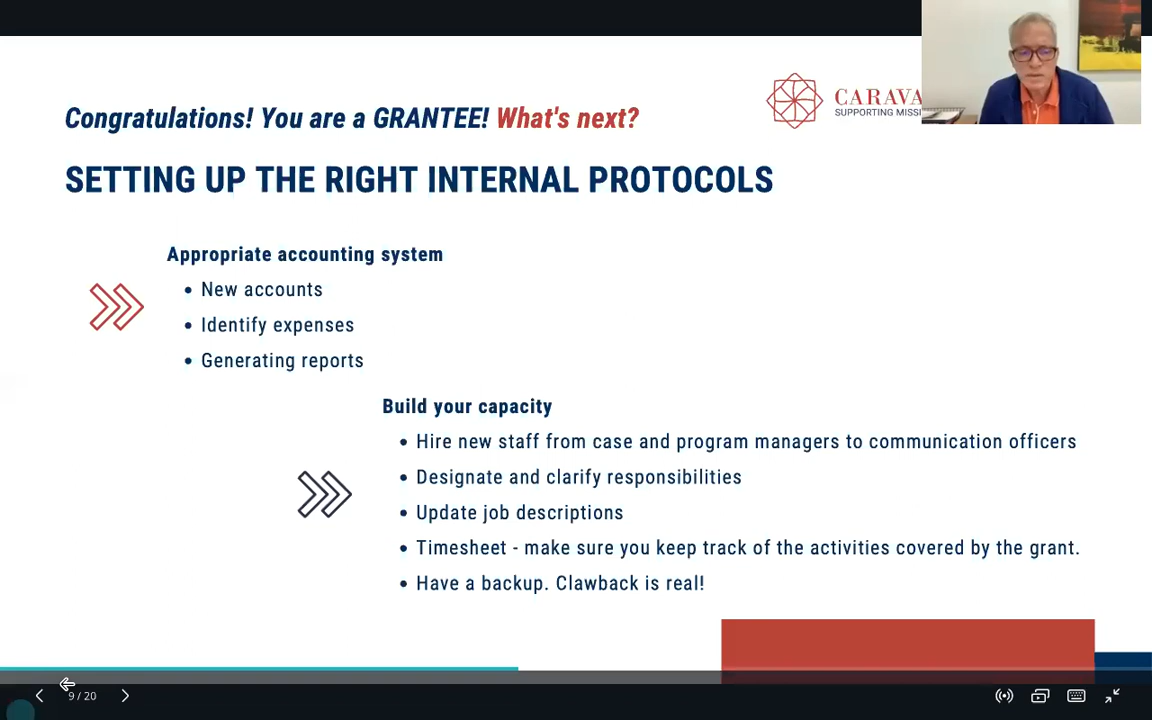 Congratulations! You are a GRANTEE! What's next?
CARAVA
SUPPORTING MISSI
SETTING UP THE RIGHT INTERNAL PROTOCOLS
Appropriate accounting system
• New accounts
• Identify expenses
• Generating reports
Build your capacity
• Hire new staff from case and program managers to communication officers
• Designate and clarify responsibilities
• Update job descriptions
• Timesheet - make sure you keep track of the activities covered by the grant.
• Have a backup. Clawback is real!
9 / 20